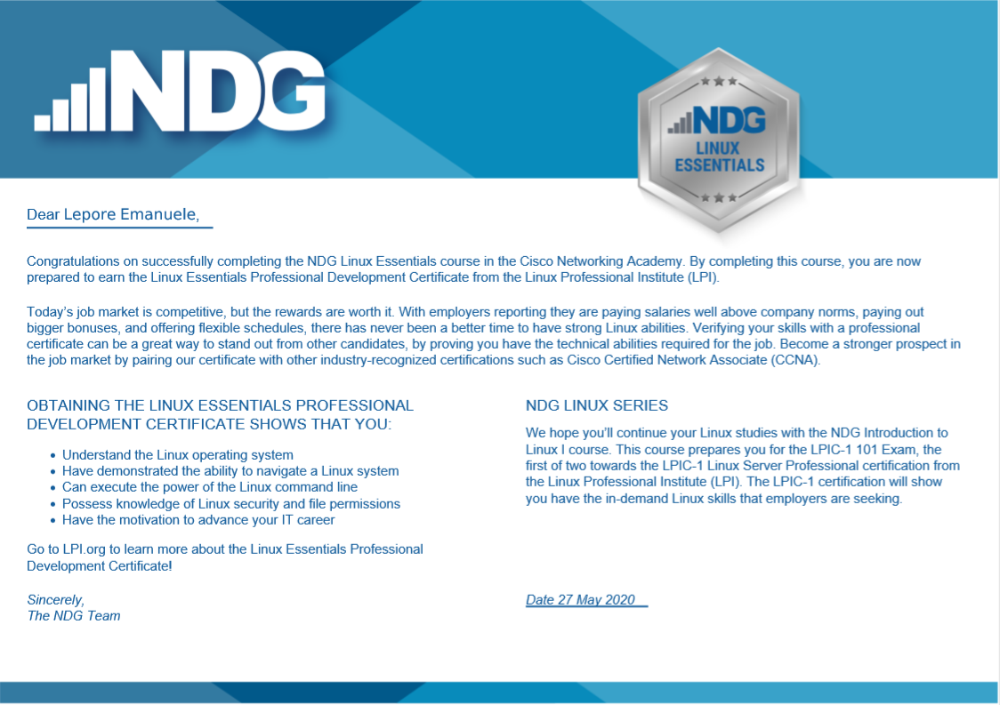 NDG
NDG
LINUX
ESSENTIALS
Dear Lepore Emanuele,
Congratulations on successfully completing the NDG Linux Essentials course in the Cisco Networking Academy. By completing this course, you are now
prepared to earn the Linux Essentials Professional Development Certificate from the Linux Professional Institute (LPI).
Today's job market is competitive, but the rewards are worth it. With employers reporting they are paying salaries well above company norms, paying out
bigger bonuses, and offering flexible schedules, there has never been a better time to have strong Linux abilities. Verifying your skills with a professional
certificate can be a great way to stand out from other candidates, by proving you have the technical abilities required for the job. Become a stronger prospect in
the job market by pairing our certificate with other industry-recognized certifications such as Cisco Certified Network Associate (CCNA).
OBTAINING THE LINUX ESSENTIALS PROFESSIONAL
DEVELOPMENT CERTIFICATE SHOWS THAT YOU:
• Understand the Linux operating system
• Have demonstrated the ability to navigate a Linux system
• Can execute the power of the Linux command line
• Possess knowledge of Linux security and file permissions
• Have the motivation to advance your IT career
Go to LPI.org to learn more about the Linux Essentials Professional
Development Certificate!
Sincerely,
The NDG Team
NDG LINUX SERIES
We hope you'll continue your Linux studies with the NDG Introduction to
Linux I course. This course prepares you for the LPIC-1 101 Exam, the
first of two towards the LPIC-1 Linux Server Professional certification from
the Linux Professional Institute (LPI). The LPIC-1 certification will show
you have the in-demand Linux skills that employers are seeking.
Date 27 May 2020